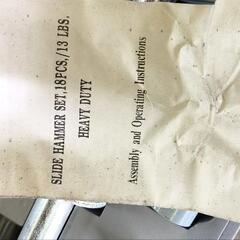 SLIDE HAMMER SET,18PCS,/13 LBS.
HEAVY DUTY
Assembly and Operating Instructions